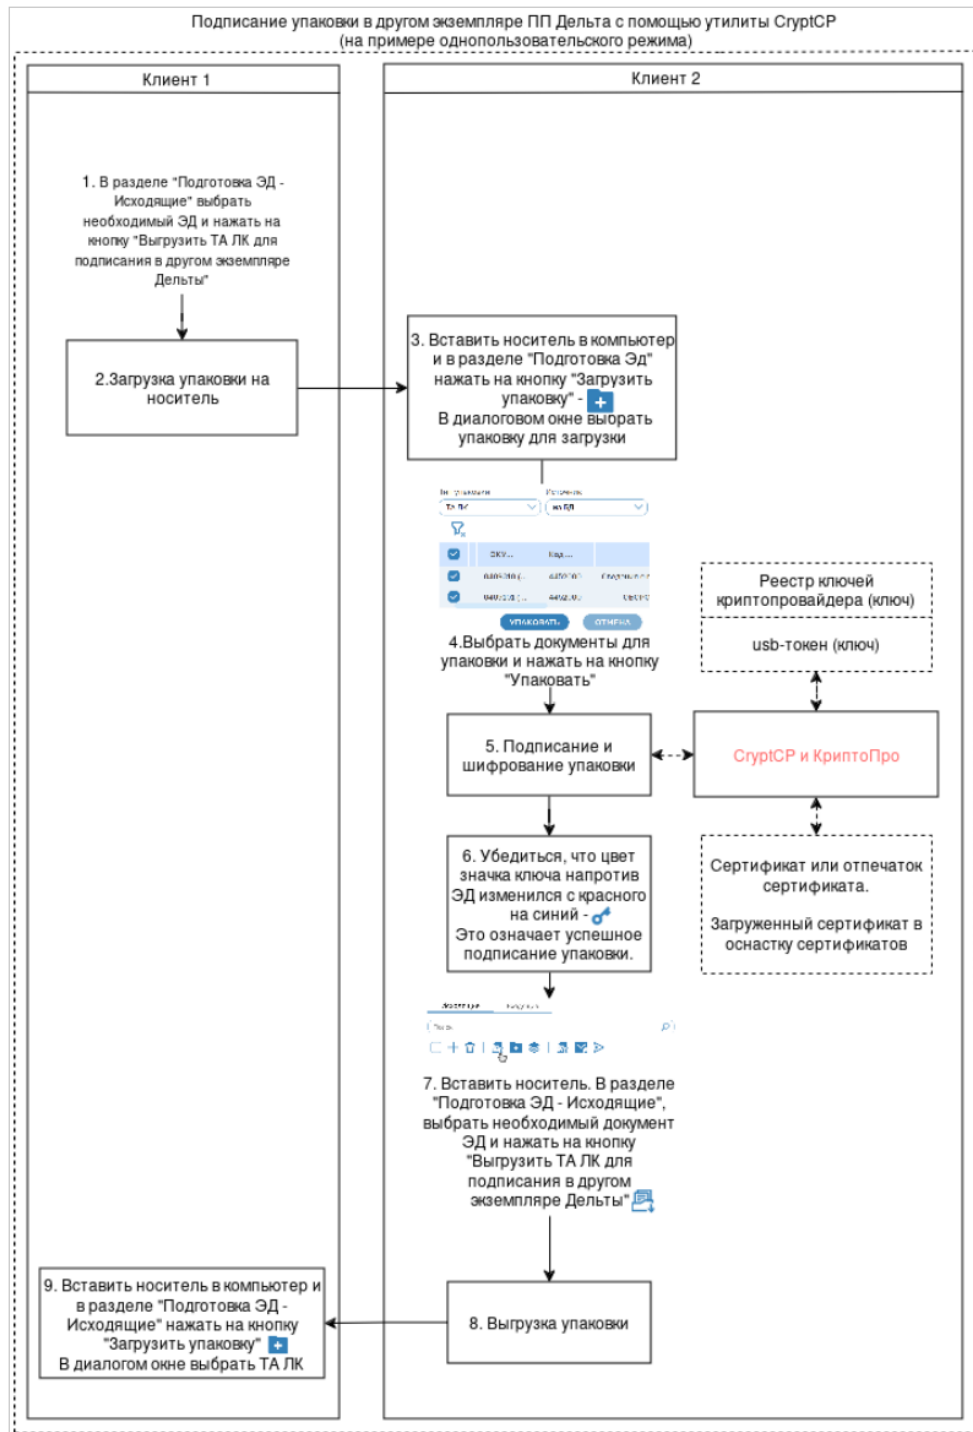 Подписание упаковки в другом экземпляре ПП Дельта с помощью утилиты CryptCP
(на примере однопользовательского режима)
Клиент 1
Клиент 2
1. В разделе "Подготовка ЭД -
Исходящие" выбрать
необходимый ЭД и нажать на
кнопку "Выгрузить ТА ЛК для
подписания в другом экземпляре
Дельты"
2.Загрузка упаковки на
носитель
3. Вставить носитель в компьютер
и в разделе "Подготовка Эд"
нажать на кнопку "Загрузить
упаковку" -
В диалоговом окне выбрать
упаковку для загрузки
ТА ЛК
УПАКОВАТЬ
ОТМЕНА
4.Выбрать документы для
упаковки и нажать на кнопку
"Упаковать"
Реестр ключей
криптопровайдера (ключ)
usb-токен (ключ)
5. Подписание и
шифрование упаковки
CryptCP и КриптоПро
6. Убедиться, что цвет
значка ключа напротив
ЭД изменился с красного
на синий -
Это означает успешное
подписание упаковки.
Сертификат или отпечаток
сертификата.
Загруженный сертификат в
оснастку сертификатов
7. Вставить носитель. В разделе
"Подготовка ЭД - Исходящие",
выбрать необходимый документ
ЭД и нажать на кнопку
"Выгрузить ТА ЛК для
подписания в другом
экземпляре Дельты"
8. Выгрузка упаковки
9. Вставить носитель в компьютер и
в разделе "Подготовка ЭД -
Исходящие" нажать на кнопку
"Загрузить упаковку"
В диалогом окне выбрать ТА ЛК